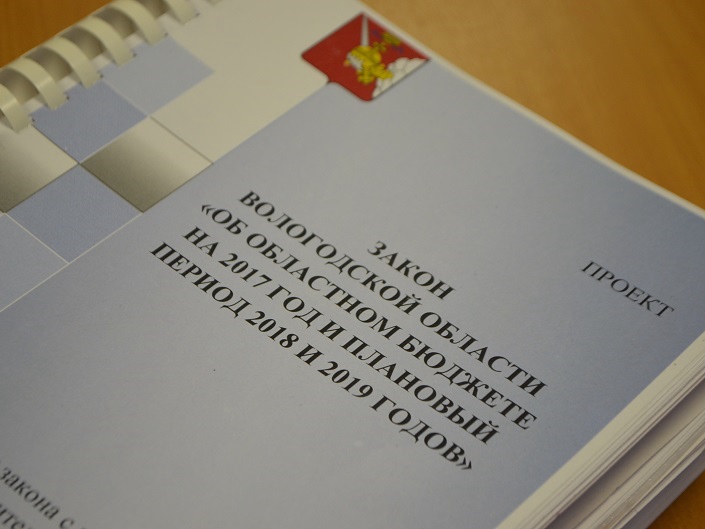 ПРОЕКТ
ЗАКОН
ВОЛОГОДСКОЙ ОБЛАСТИ
«ОБ ОБЛАСТНОМ БЮДЖЕТЕ
НА 2017 ГОД И ПЛАНОВЫЙ
ПЕРИОД 2018 И 2019 ГОДОВ»
закона с